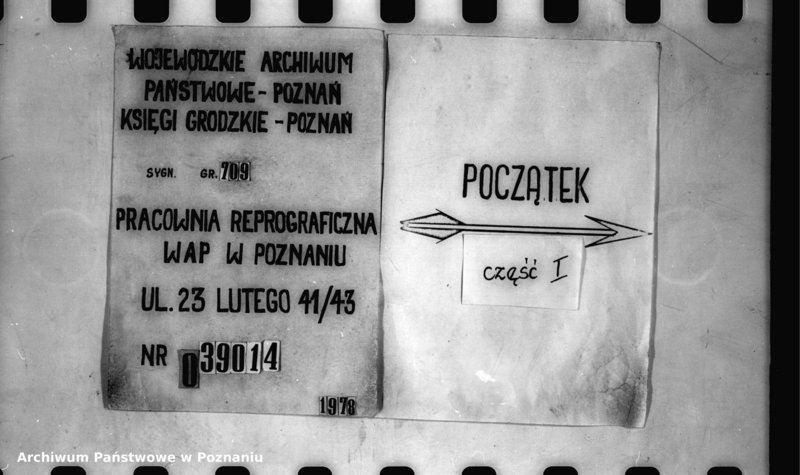 WOJEWÓDZKIE ARCHIWUM
PAŃSTWOWE - POZNAŃ
KSIĘGI GRODZKIE - POZNAŃ
SYGN. GR. 709
PRACOWNIA REPROGRAFICZNA
WAP W POZNANIU
UL. 23 LUTEGO 41/43
NR 039014
1978
POCZĄTEK
część I
Archiwum Państwowe w Poznaniu